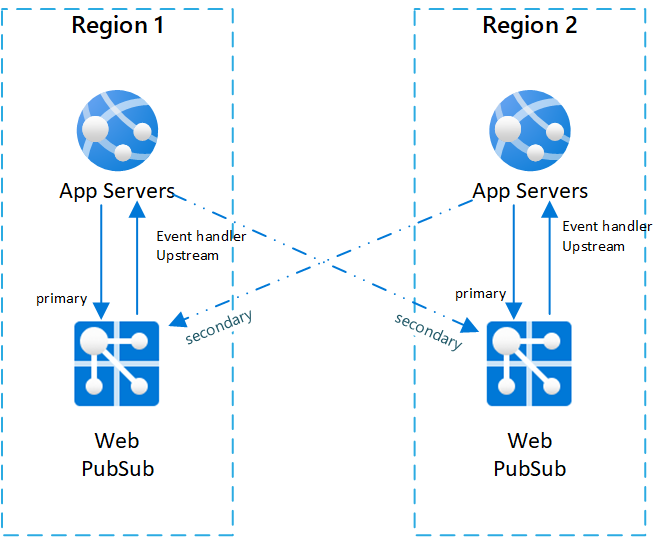 Region 1
Region 2
App Servers
App Servers
Event handler
Upstream
Event handler
Upstream
primary
primary
secondary
secondary
Web
PubSub
Web
PubSub